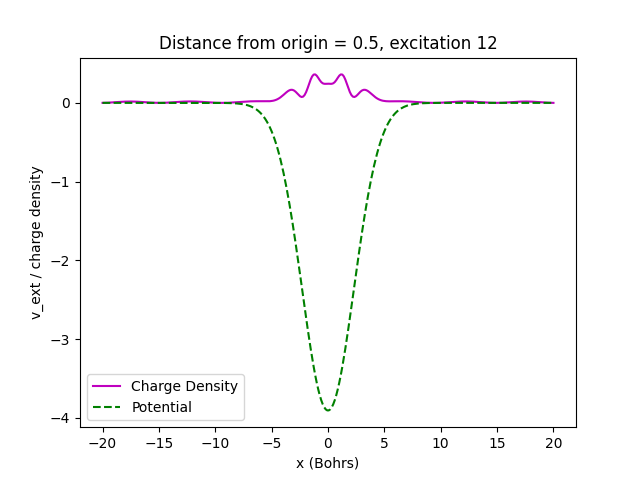 Distance from origin = 0.5, excitation 12
v_ext / charge density
0
−1
−2
−3
−4
Charge Density
Potential
−20
−15
−10
−5
0
5
10
15
20
x (Bohrs)